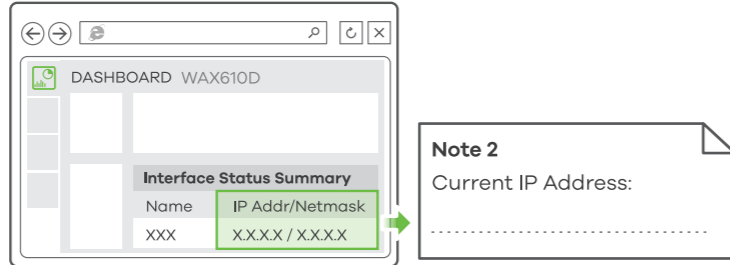 DASHBOARD WAX610D
Interface Status Summary
Name IP Addr/Netmask
XXX X.X.X.X / X.X.X.X
Note 2
Current IP Address: